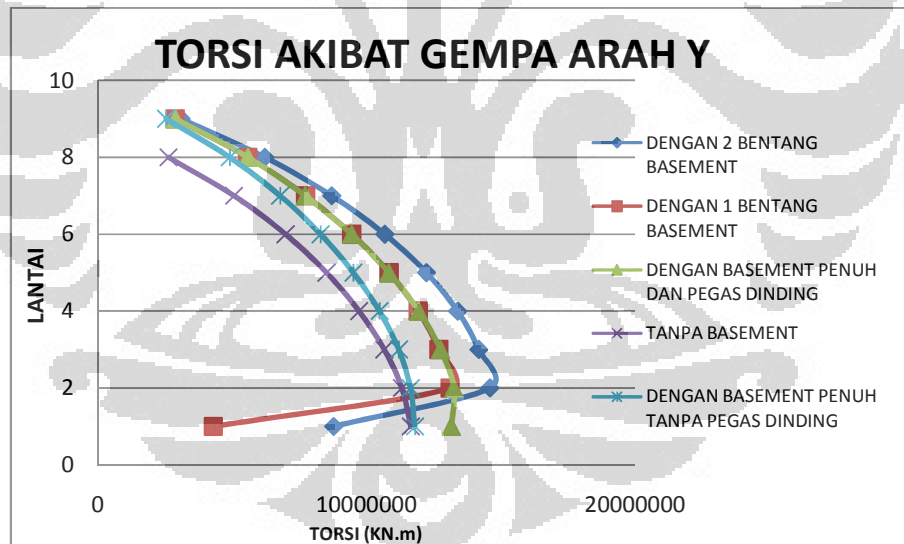 TORSI AKIBAT GEMPA ARAH Y
10
8
6
4
2
0
LANTAI
0
10000000
20000000
TORSI (KN.m)
DENGAN 2 BENTANG
BASEMENT
DENGAN 1 BENTANG
BASEMENT
DENGAN BASEMENT PENUH
DAN PEGAS DINDING
TANPA BASEMENT
DENGAN BASEMENT PENUH
TANPA PEGAS DINDING